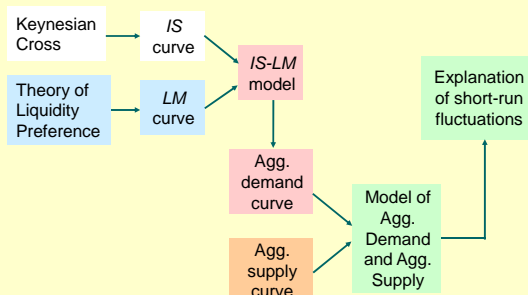 Keynesian
Cross
IS
curve
IS-LM
model
Theory of
Liquidity
Preference
LM
curve
Explanation
of short-run
fluctuations
Agg.
demand
curve
Model of
Agg.
Demand
and Agg.
Supply
Agg.
supply
curve